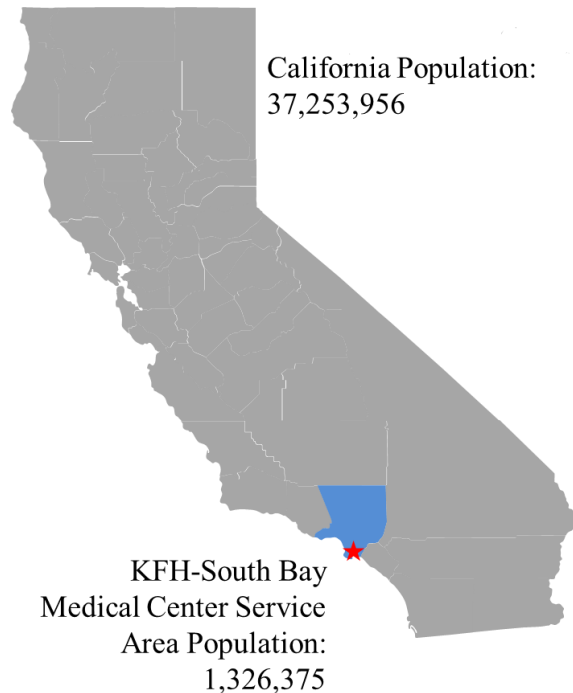 California Population:
37,253,956
KFH-South Bay
Medical Center Service
Area Population:
1,326,375